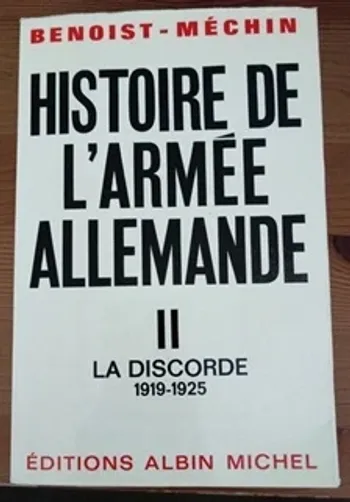 BENOIST-MÉCHIN
HISTOIRE DE
L'ARMÉE
ALLEMANDE
II
LA DISCORDE
1919-1925
ÉDITIONS ALBIN MICHEL